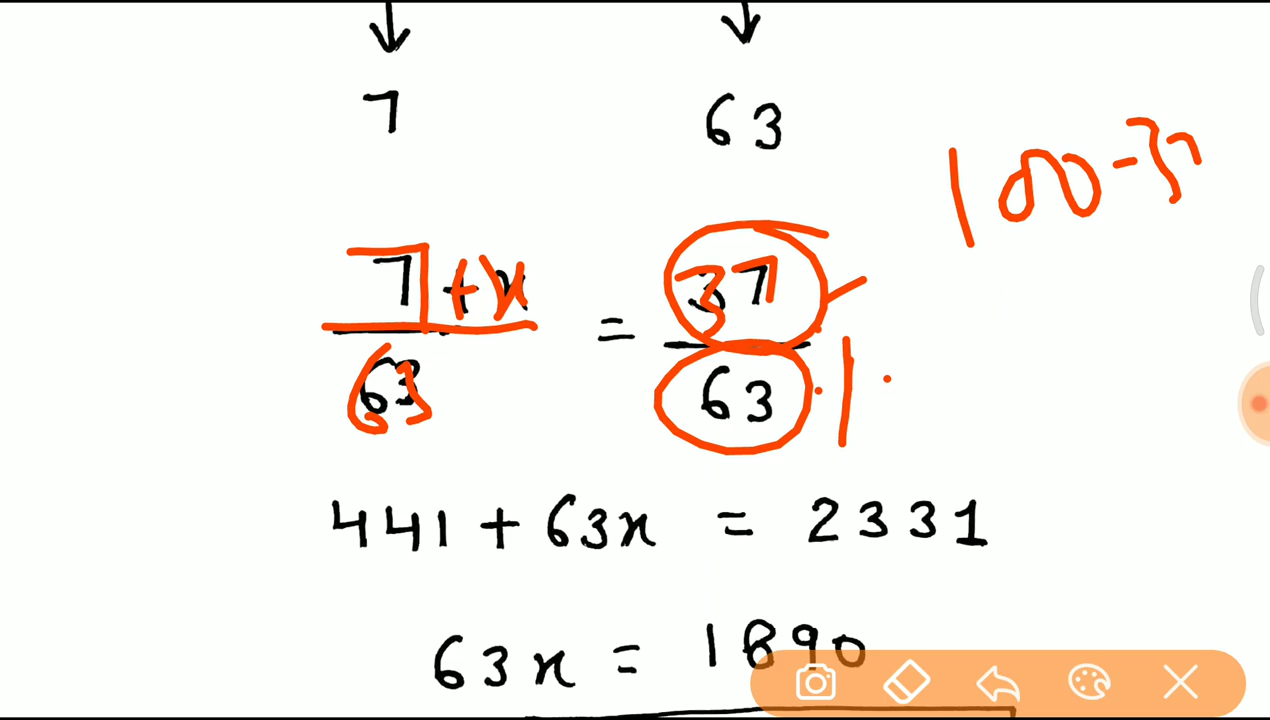 7 63
100-37
7+x = 37
63 63
441 + 63x = 2331
63x = 1890